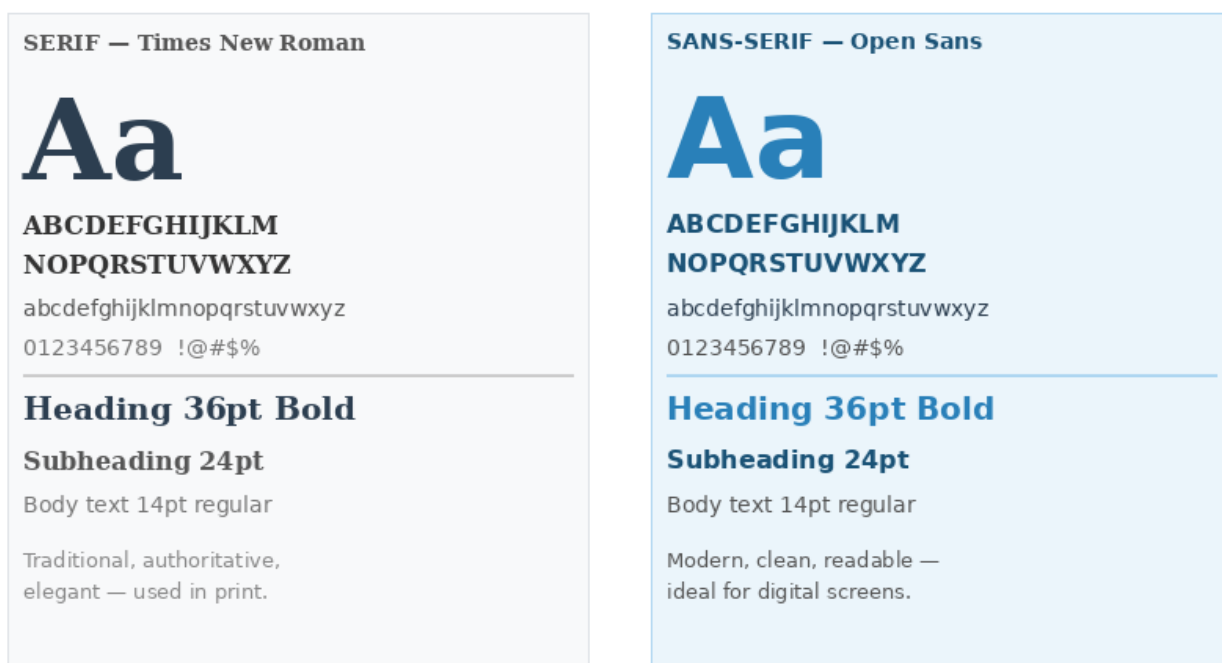 SERIF — Times New Roman
Aa
ABCDEFGHIJKLM
NOPQRSTUVWXYZ
abcdefghijklmnopqrstuvwxyz
0123456789 !@#$%
Heading 36pt Bold
Subheading 24pt
Body text 14pt regular
Traditional, authoritative,
elegant — used in print.
SANS-SERIF — Open Sans
Aa
ABCDEFGHIJKLM
NOPQRSTUVWXYZ
abcdefghijklmnopqrstuvwxyz
0123456789 !@#$%
Heading 36pt Bold
Subheading 24pt
Body text 14pt regular
Modern, clean, readable —
ideal for digital screens.